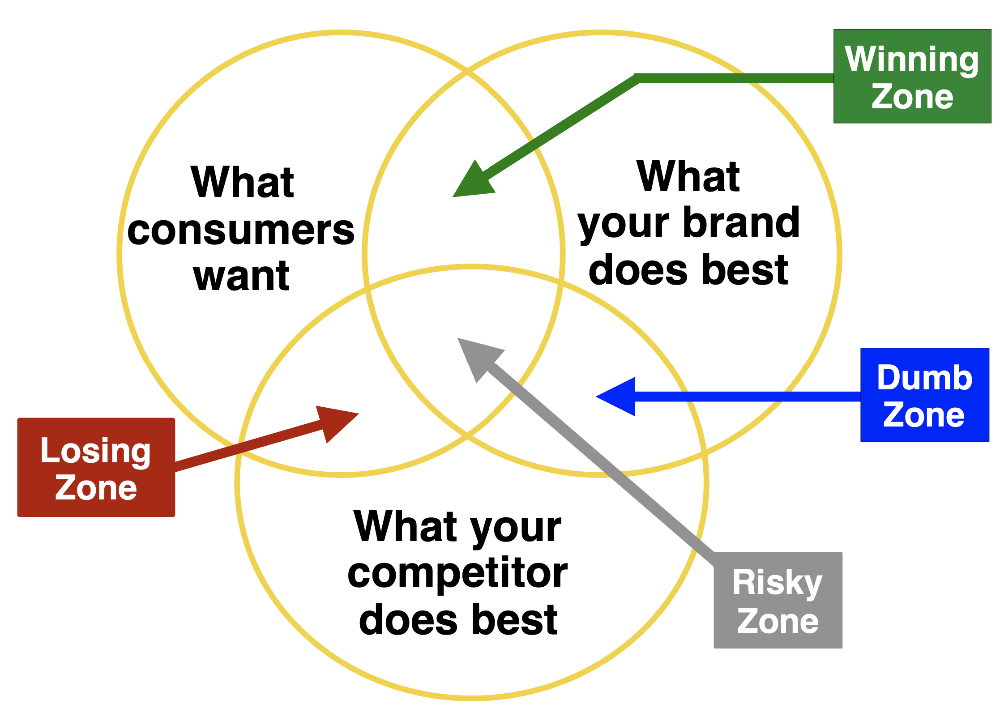 Winning
Zone
What
consumers
want
What
your brand
does best
Dumb
Zone
Losing
Zone
What your
competitor
does best
Risky
Zone